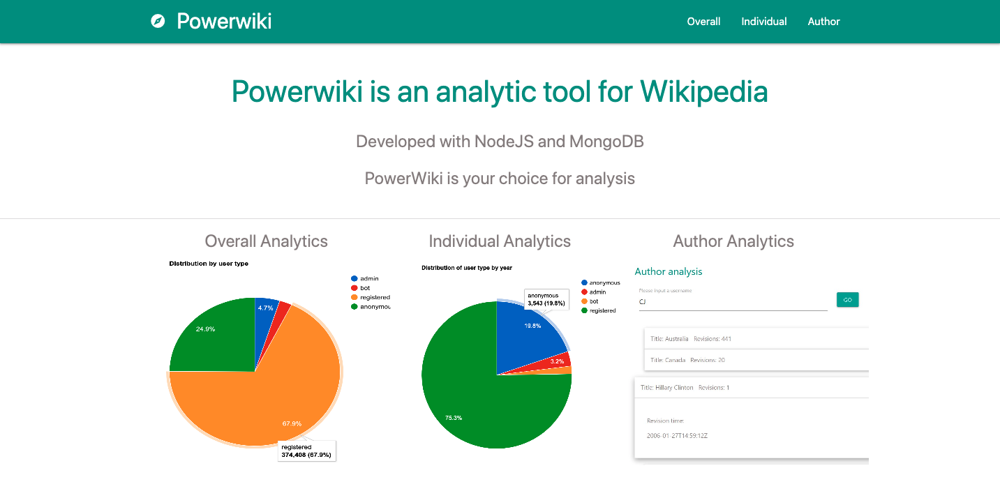 Powerwiki
Overall Individual Author
Powerwiki is an analytic tool for Wikipedia
Developed with NodeJS and MongoDB
PowerWiki is your choice for analysis
Overall Analytics
Distribution by user type
admin
bot
registered
anonymou
4.7%
24.9%
67.9%
registered
374,408 (67.9%)
Individual Analytics
Distribution of user type by year
anonymous
admin
bot
registered
anonymous
3,543 (19.8%)
19.8%
3.2%
75.3%
Author Analytics
Author analysis
Please input a username
CJ
GO
Title: Australia Revisions: 441
Title: Canada Revisions: 20
Title: Hillary Clinton Revisions: 1
Revision time:
2006-01-27T14:59:12Z